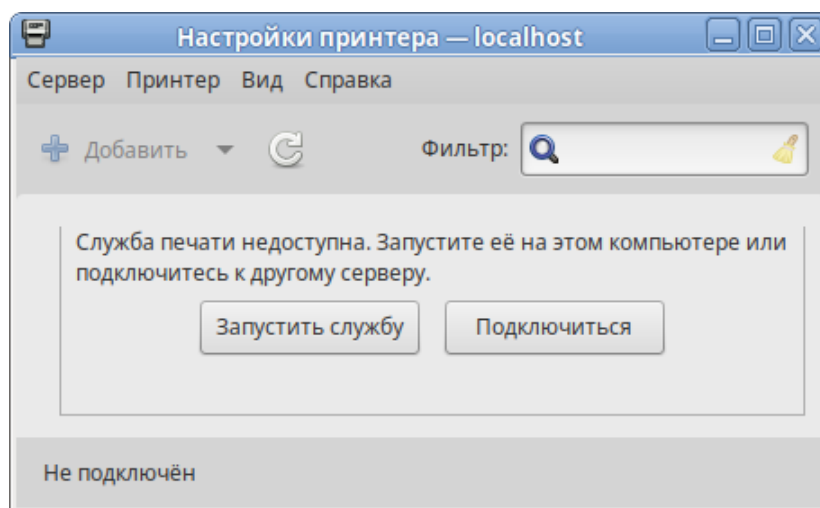 Настройки принтера — localhost
Сервер Принтер Вид Справка
Добавить Фильтр:
Служба печати недоступна. Запустите её на этом компьютере или
подключитесь к другому серверу.
Запустить службу Подключиться
Не подключён